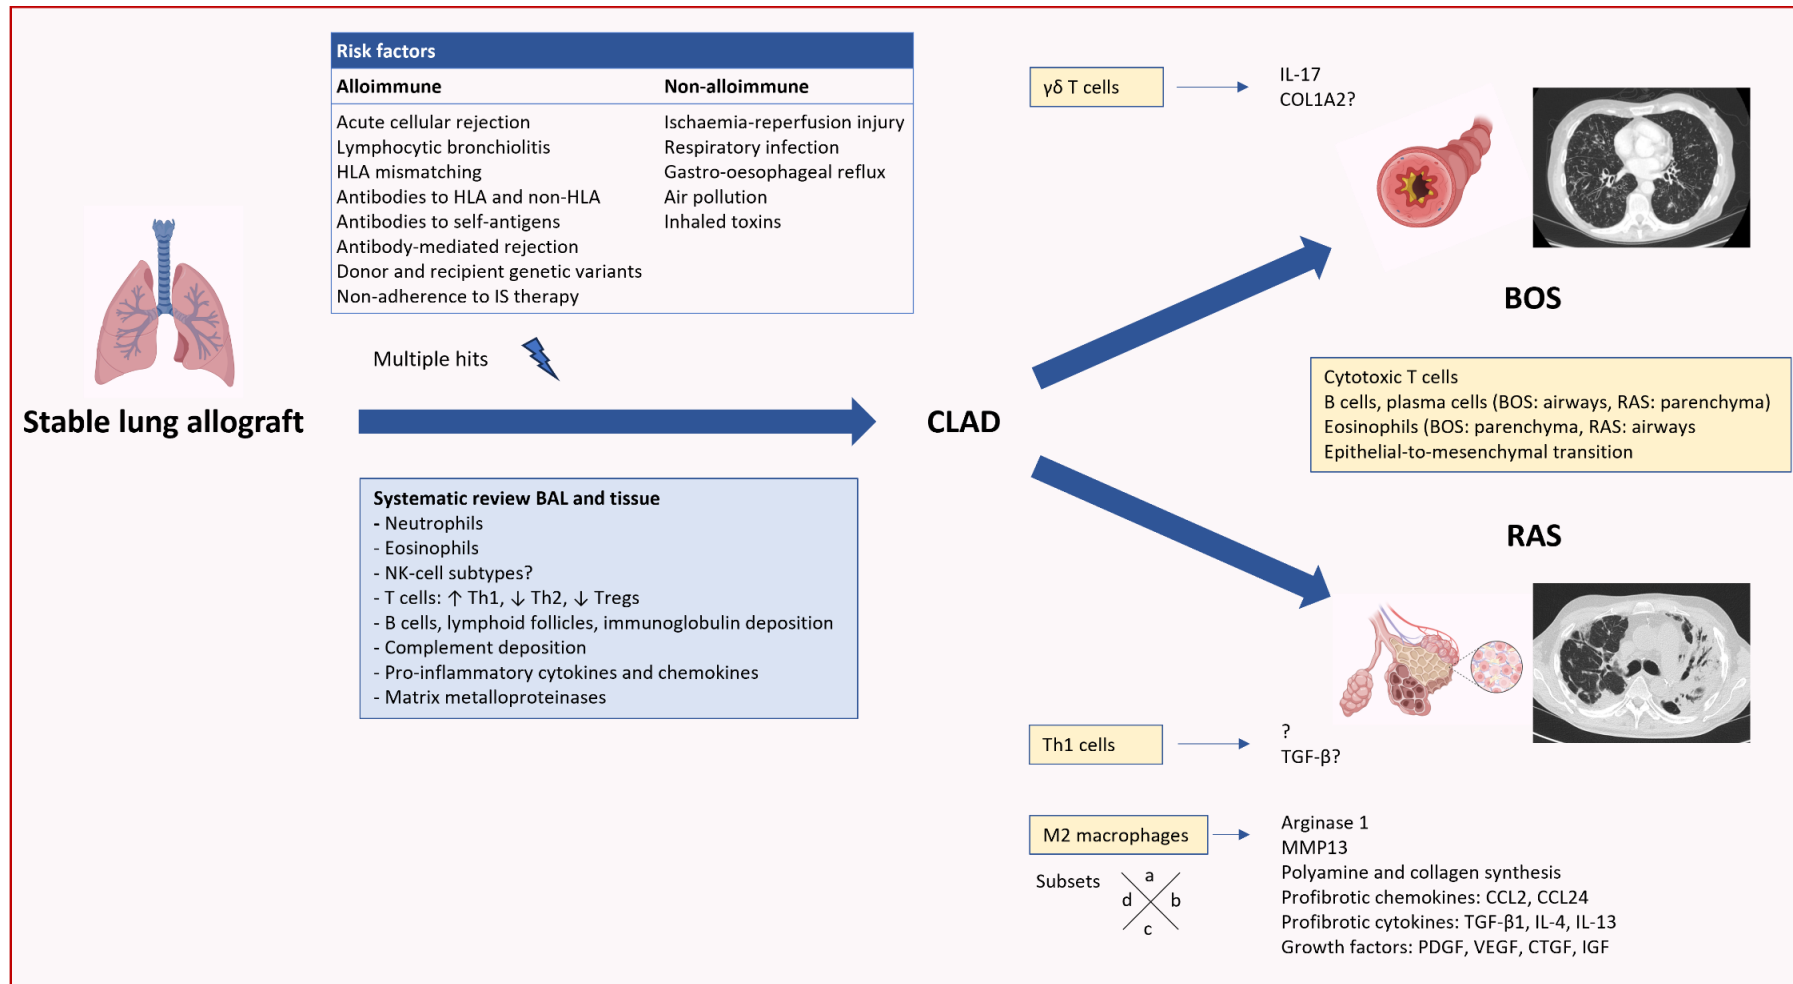 Risk factors
Alloimmune
Acute cellular rejection
Lymphocytic bronchiolitis
HLA mismatching
Antibodies to HLA and non-HLA
Antibodies to self-antigens
Antibody-mediated rejection
Donor and recipient genetic variants
Non-adherence to IS therapy
Non-alloimmune
Ischaemia-reperfusion injury
Respiratory infection
Gastro-oesophageal reflux
Air pollution
Inhaled toxins
Multiple hits
Stable lung allograft
CLAD
Systematic review BAL and tissue
- Neutrophils
- Eosinophils
- NK-cell subtypes?
- T cells: ↑ Th1, ↓ Th2, ↓ Tregs
- B cells, lymphoid follicles, immunoglobulin deposition
- Complement deposition
- Pro-inflammatory cytokines and chemokines
- Matrix metalloproteinases
γδ T cells
IL-17
COL1A2?
BOS
Cytotoxic T cells
B cells, plasma cells (BOS: airways, RAS: parenchyma)
Eosinophils (BOS: parenchyma, RAS: airways
Epithelial-to-mesenchymal transition
RAS
Th1 cells
?
TGF-β?
M2 macrophages
Subsets
a
d
b
c
Arginase 1
MMP13
Polyamine and collagen synthesis
Profibrotic chemokines: CCL2, CCL24
Profibrotic cytokines: TGF-β1, IL-4, IL-13
Growth factors: PDGF, VEGF, CTGF, IGF